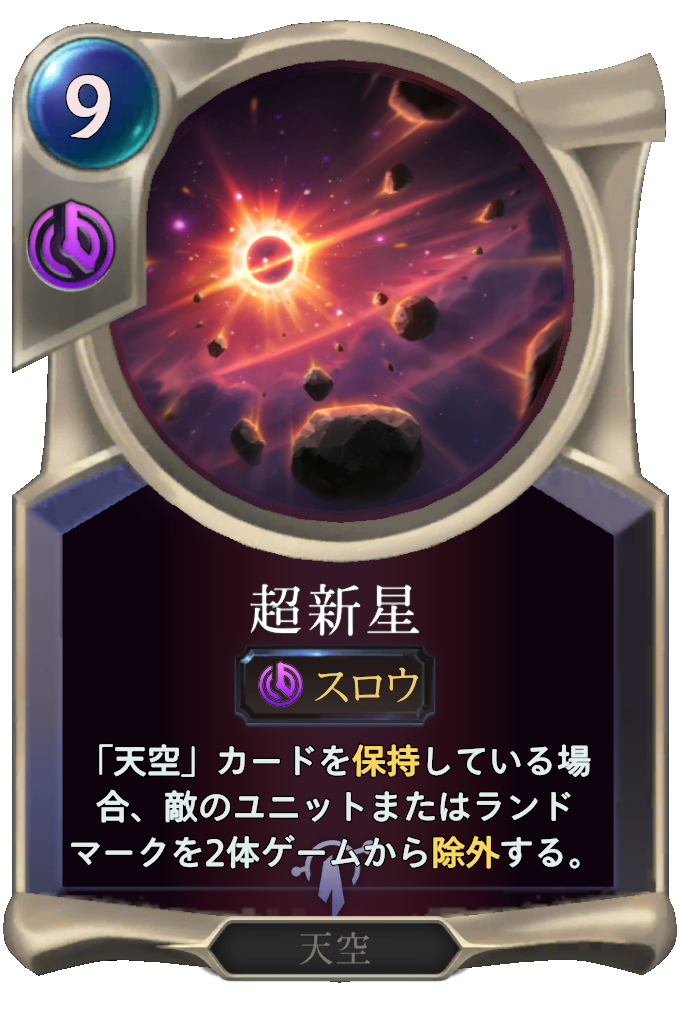 9
超新星
スロウ
「天空」カードを保持している場
合、敵のユニットまたはランド
マークを2体ゲームから除外する。
天空